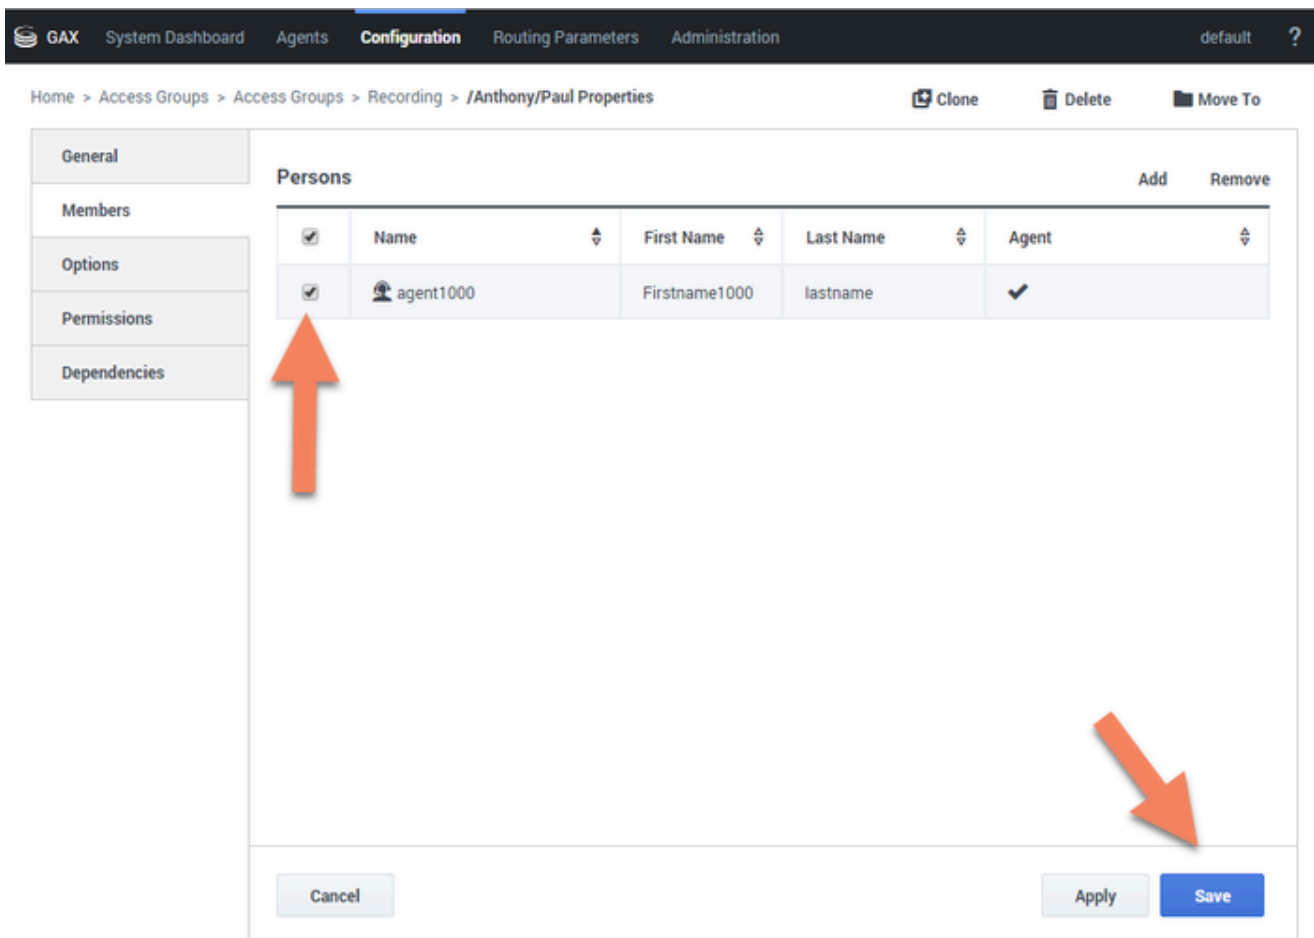 GAX System Dashboard Agents Configuration Routing Parameters Administration default ?
Home > Access Groups > Access Groups > Recording > /Anthony/Paul Properties Clone Delete Move To
General
Members
Options
Permissions
Dependencies
Persons Add Remove
Name First Name Last Name Agent
agent1000 Firstname1000 lastname
Cancel Apply Save